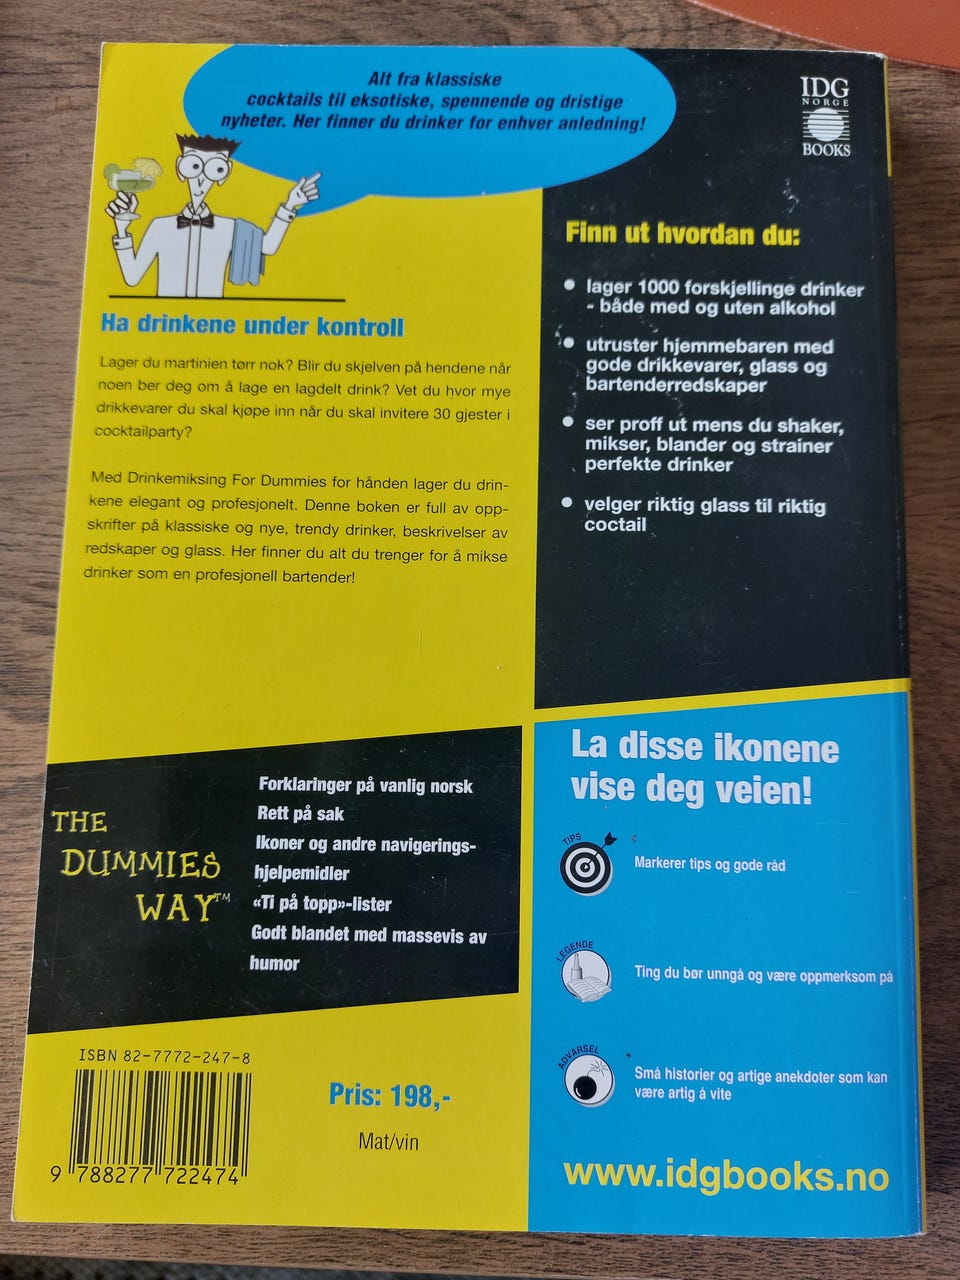 Alt fra klassiske
cocktails til eksotiske, spennende og dristige
nyheter. Her finner du drinker for enhver anledning!
IDG
NORGE
BOOKS
Ha drinkene under kontroll
Lager du martinien tørr nok? Blir du skjelven på hendene når
noen ber deg om å lage en lagdelt drink? Vet du hvor mye
drikkevarer du skal kjøpe inn når du skal invitere 30 gjester i
cocktailparty?
Med Drinkemiksing For Dummies for hånden lager du drin-
kene elegant og profesjonelt. Denne boken er full av opp-
skrifter på klassiske og nye, trendy drinker, beskrivelser av
redskaper og glass. Her finner du alt du trenger for å mikse
drinker som en profesjonell bartender!
Finn ut hvordan du:
• lager 1000 forskjellinge drinker
- både med og uten alkohol
• utruster hjemmebaren med
gode drikkevarer, glass og
bartenderredskaper
• ser proff ut mens du shaker,
mikser, blander og strainer
perfekte drinker
• velger riktig glass til riktig
coctail
THE
DUMMIES
WAY™
Forklaringer på vanlig norsk
Rett på sak
Ikoner og andre navigerings-
hjelpemidler
«Ti på topp»-lister
Godt blandet med massevis av
humor
La disse ikonene
vise deg veien!
TIPS
Markerer tips og gode råd
LEGENDE
Ting du bør unngå og være oppmerksom på
ADVARSEL
Små historier og artige anekdoter som kan
være artig å vite
www.idgbooks.no
ISBN 82-7772-247-8
9 788277 722474
Pris: 198,-
Mat/vin